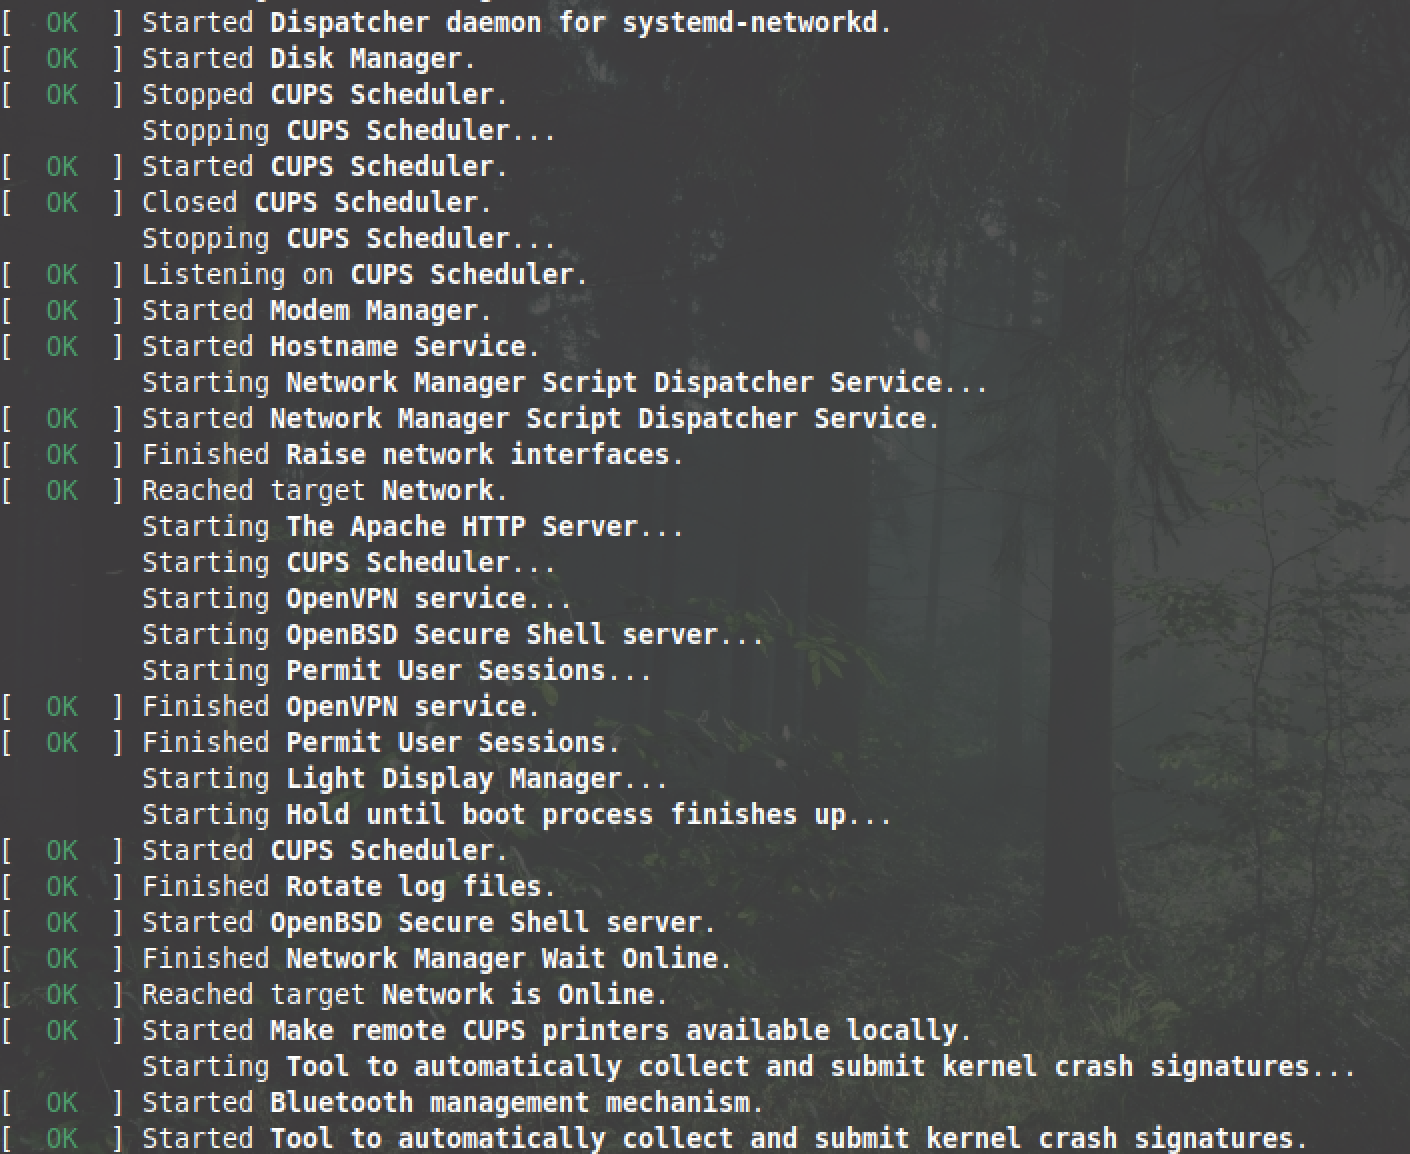 [  OK  ] Started Dispatcher daemon for systemd-networkd.
[  OK  ] Started Disk Manager.
[  OK  ] Stopped CUPS Scheduler.
         Stopping CUPS Scheduler...
[  OK  ] Started CUPS Scheduler.
[  OK  ] Closed CUPS Scheduler.
         Stopping CUPS Scheduler...
[  OK  ] Listening on CUPS Scheduler.
[  OK  ] Started Modem Manager.
[  OK  ] Started Hostname Service.
         Starting Network Manager Script Dispatcher Service...
[  OK  ] Started Network Manager Script Dispatcher Service.
[  OK  ] Finished Raise network interfaces.
[  OK  ] Reached target Network.
         Starting The Apache HTTP Server...
         Starting CUPS Scheduler...
         Starting OpenVPN service...
         Starting OpenBSD Secure Shell server...
         Starting Permit User Sessions...
[  OK  ] Finished OpenVPN service.
[  OK  ] Finished Permit User Sessions.
         Starting Light Display Manager...
         Starting Hold until boot process finishes up...
[  OK  ] Started CUPS Scheduler.
[  OK  ] Finished Rotate log files.
[  OK  ] Started OpenBSD Secure Shell server.
[  OK  ] Finished Network Manager Wait Online.
[  OK  ] Reached target Network is Online.
[  OK  ] Started Make remote CUPS printers available locally.
         Starting Tool to automatically collect and submit kernel crash signatures...
[  OK  ] Started Bluetooth management mechanism.
[  OK  ] Started Tool to automatically collect and submit kernel crash signatures.